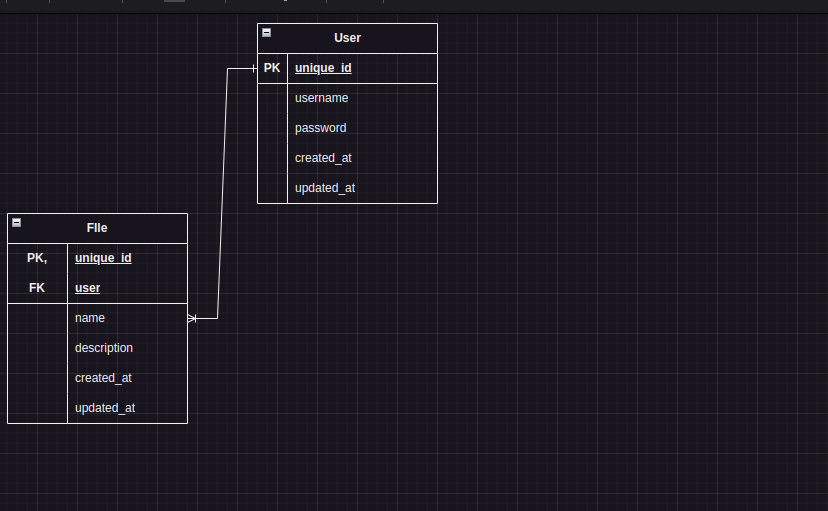 User
PK unique_id
username
password
created_at
updated_at
FIle
PK, unique_id
FK user
name
description
created_at
updated_at